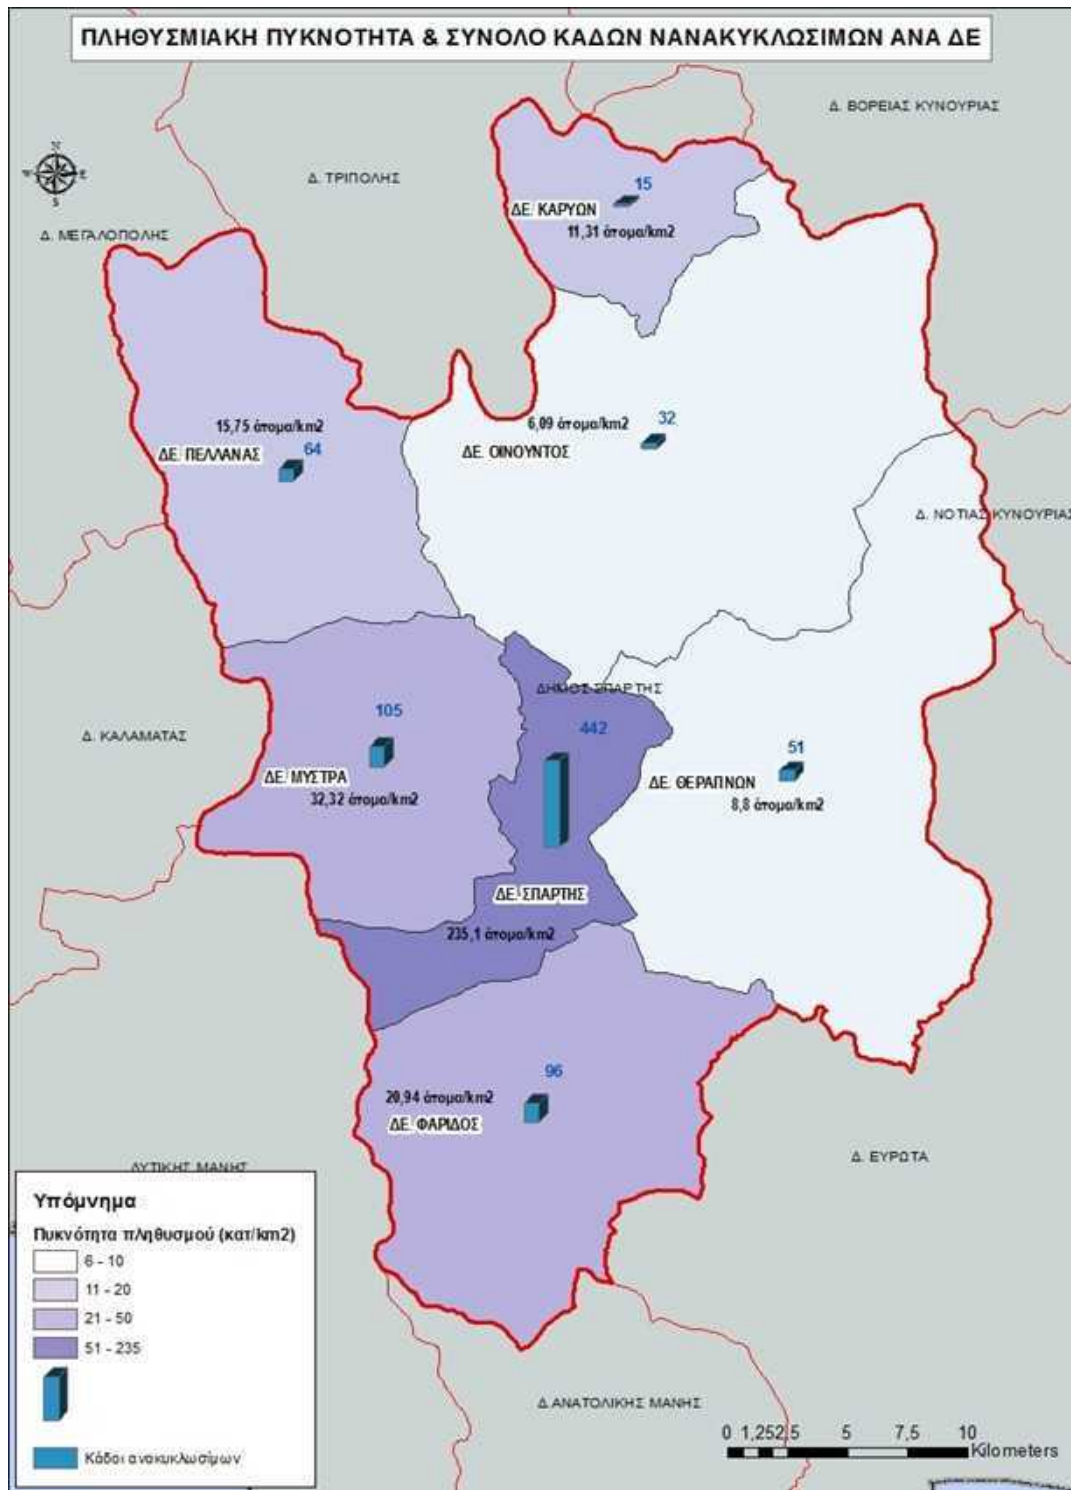 ΠΛΗΘΥΣΜΙΑΚΗ ΠΥΚΝΟΤΗΤΑ & ΣΥΝΟΛΟ ΚΑΔΩΝ ΝΑΝΑΚΥΚΛΩΣΙΜΩΝ ΑΝΑ ΔΕ
Δ. ΒΟΡΕΙΑΣ ΚΥΝΟΥΡΙΑΣ
N
E
S
Δ. ΤΡΙΠΟΛΗΣ
Δ. ΜΕΓΑΛΟΠΟΛΗΣ
15
ΔΕ. ΚΑΡΥΩΝ
11,31 άτομα/km2
15,75 άτομα/km2
64
ΔΕ. ΠΕΛΛΑΝΑΣ
6,09 άτομα/km2
32
ΔΕ. ΟΙΝΟΥΝΤΟΣ
Δ. ΝΟΤΙΑΣ ΚΥΝΟΥΡΙΑΣ
ΔΗΜΟΣ ΣΠΑΡΤΗΣ
Δ. ΚΑΛΑΜΑΤΑΣ
105
ΔΕ. ΜΥΣΤΡΑ
32,32 άτομα/km2
442
ΔΕ. ΣΠΑΡΤΗΣ
235,1 άτομα/km2
51
ΔΕ. ΘΕΡΑΠΝΩΝ
8,8 άτομα/km2
96
20,94 άτομα/km2
ΔΕ. ΦΑΡΙΔΟΣ
Δ. ΕΥΡΩΤΑ
ΔΥΤΙΚΗΣ ΜΑΝΗΣ
Δ.ΑΝΑΤΟΛΙΚΗΣ ΜΑΝΗΣ
Υπόμνημα
Πυκνότητα πληθυσμού (κατ/km2)
6 - 10
11 - 20
21 - 50
51 - 235
Κάδοι ανακυκλωσίμων
0 1,252,5 5 7,5 10
Kilometers